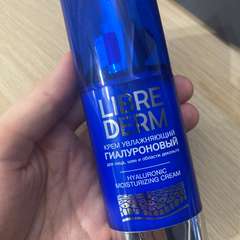 LIBRE
DERM
КРЕМ УВЛАЖНЯЮЩИЙ
ГИАЛУРОНОВЫЙ
для лица, шеи и области декольте
HYALURONIC
MOISTURIZING CREAM